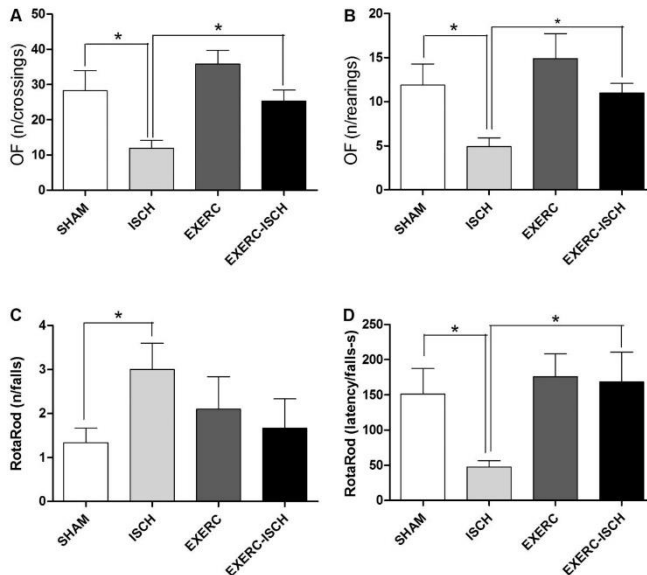 A
OF (n/crossings)
40
30
20
10
0
*
*
SHAM
ISCH
EXERC
EXERC-ISCH
B
OF (n/rearings)
20
15
10
5
0
*
*
SHAM
ISCH
EXERC
EXERC-ISCH
C
RotaRod (n/falls)
4
3
2
1
0
*
SHAM
ISCH
EXERC
EXERC-ISCH
D
RotaRod (latency/falls-s)
250
200
150
100
50
0
*
*
SHAM
ISCH
EXERC
EXERC-ISCH